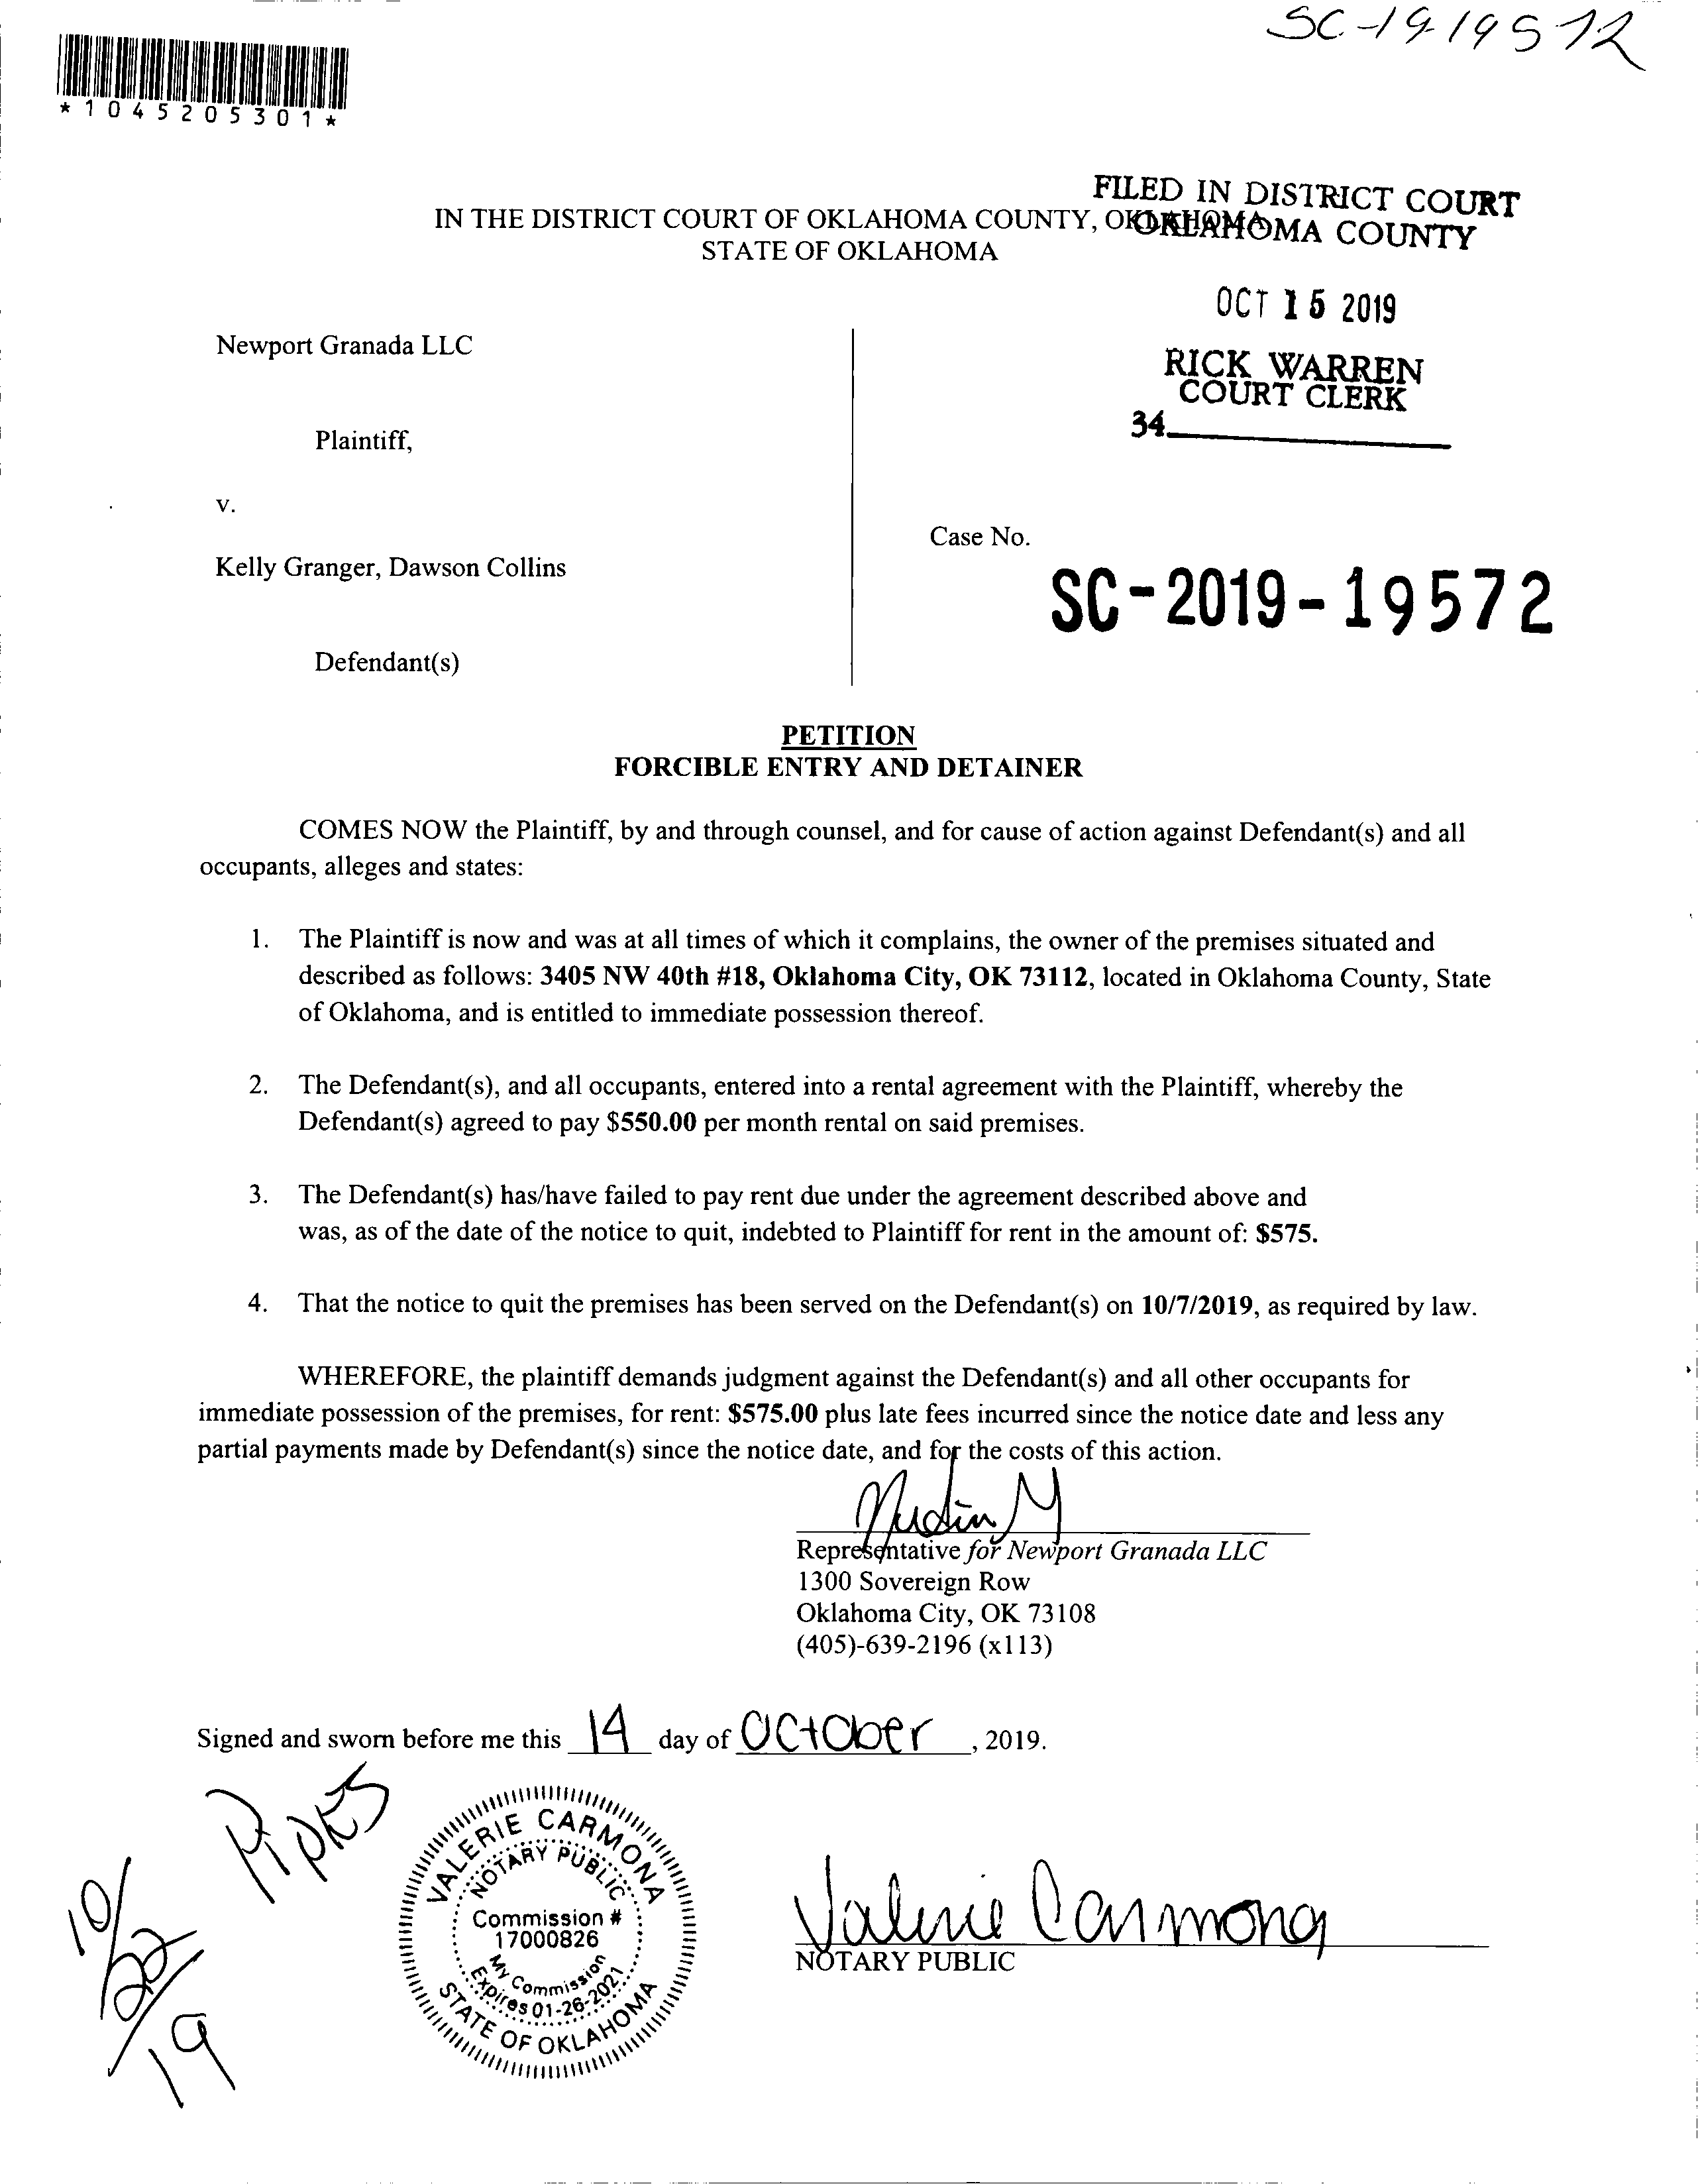 SC-19-19572
*1045205301*
FILED IN DISTRICT COURT
OKLAHOMA COUNTY
IN THE DISTRICT COURT OF OKLAHOMA COUNTY, OKLAHOMA
STATE OF OKLAHOMA
OCT 15 2019
RICK WARREN
COURT CLERK
34
Newport Granada LLC
Plaintiff,
v.
Case No.
Kelly Granger, Dawson Collins
SC-2019-19572
Defendant(s)
PETITION
FORCIBLE ENTRY AND DETAINER
COMES NOW the Plaintiff, by and through counsel, and for cause of action against Defendant(s) and all
occupants, alleges and states:
1. The Plaintiff is now and was at all times of which it complains, the owner of the premises situated and
described as follows: 3405 NW 40th #18, Oklahoma City, OK 73112, located in Oklahoma County, State
of Oklahoma, and is entitled to immediate possession thereof.
2. The Defendant(s), and all occupants, entered into a rental agreement with the Plaintiff, whereby the
Defendant(s) agreed to pay $550.00 per month rental on said premises.
3. The Defendant(s) has/have failed to pay rent due under the agreement described above and
was, as of the date of the notice to quit, indebted to Plaintiff for rent in the amount of: $575.
4. That the notice to quit the premises has been served on the Defendant(s) on 10/7/2019, as required by law.
WHEREFORE, the plaintiff demands judgment against the Defendant(s) and all other occupants for
immediate possession of the premises, for rent: $575.00 plus late fees incurred since the notice date and less any
partial payments made by Defendant(s) since the notice date, and for the costs of this action.
Representative for Newport Granada LLC
1300 Sovereign Row
Oklahoma City, OK 73108
(405)-639-2196 (x113)
Signed and sworn before me this 14 day of October, 2019.
10/22/19
VALERIE CARMONA
NOTARY PUBLIC
Commission #
17000826
My Commission
Expires 01-26-2021
STATE OF OKLAHOMA
Valerie Carmona
NOTARY PUBLIC